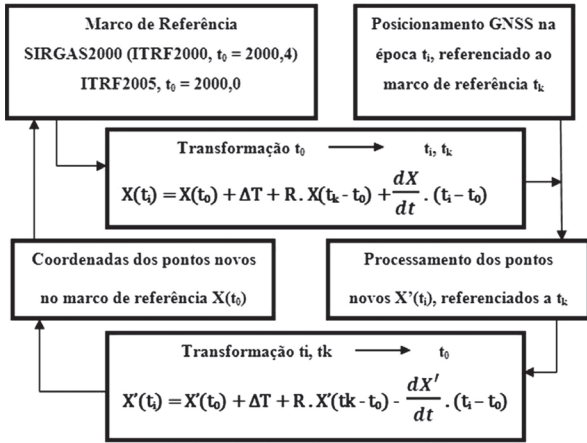 Marco de Referência
SIRGAS2000 (ITRF2000, t₀ = 2000,4)
ITRF2005, t₀ = 2000,0
Posicionamento GNSS na
época tᵢ, referenciado ao
marco de referência tₖ
Transformação t₀ ⟶ tᵢ, tₖ
X(tᵢ) = X(t₀) + ΔT + R . X(tₖ - t₀) + dX/dt . (tᵢ – t₀)
Coordenadas dos pontos novos
no marco de referência X(t₀)
Processamento dos pontos
novos X’(tᵢ), referenciados a tₖ
Transformação ti, tk ⟶ t₀
X′(tᵢ) = X′(t₀) + ΔT + R . X′(tk - t₀) - dX′/dt . (tᵢ – t₀)